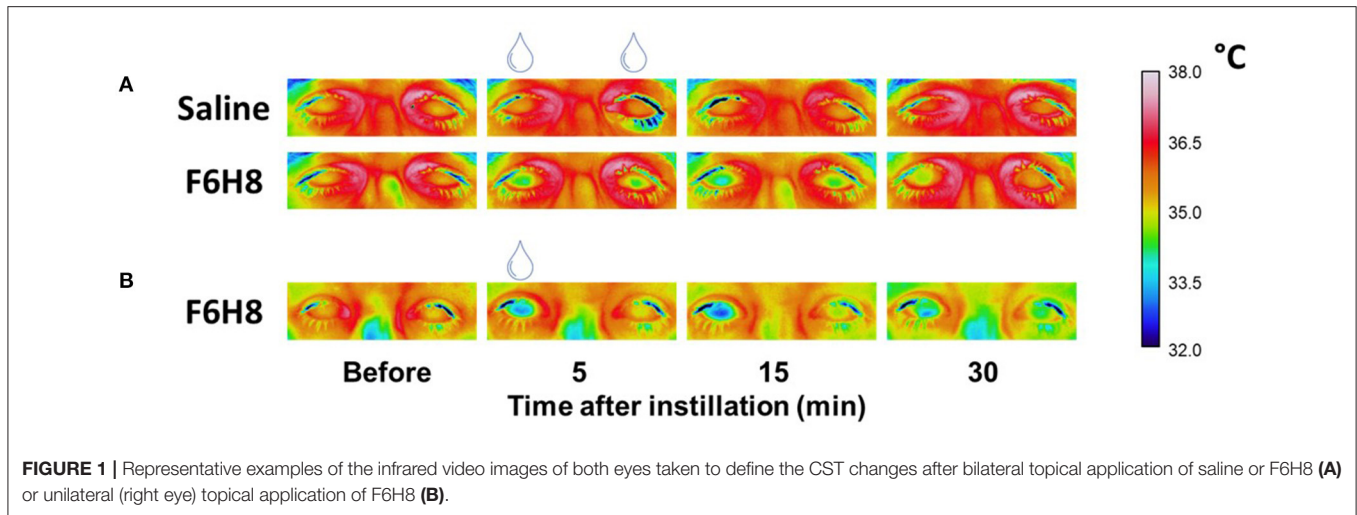 °C
A
Saline
F6H8
B
F6H8
38.0
36.5
35.0
33.5
32.0
Before 5 15 30
Time after instillation (min)
FIGURE 1 | Representative examples of the infrared video images of both eyes taken to define the CST changes after bilateral topical application of saline or F6H8 (A)
or unilateral (right eye) topical application of F6H8 (B).